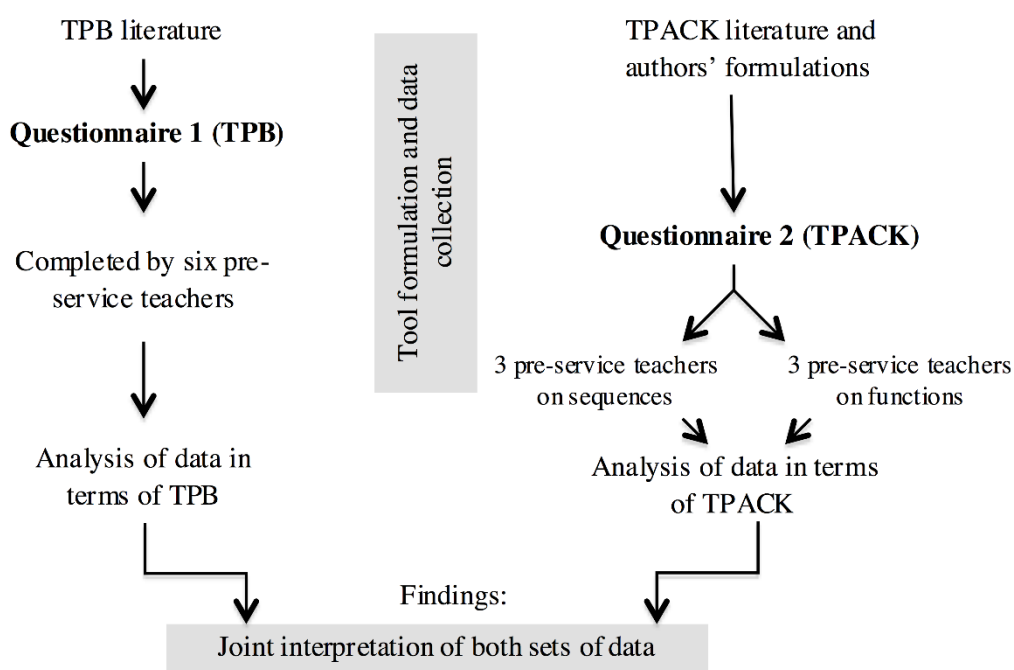 TPB literature
Questionnaire 1 (TPB)
Completed by six pre-
service teachers
Analysis of data in
terms of TPB
Tool formulation and data
collection
TPACK literature and
authors’ formulations
Questionnaire 2 (TPACK)
3 pre-service teachers
on sequences
3 pre-service teachers
on functions
Analysis of data in terms
of TPACK
Findings:
Joint interpretation of both sets of data